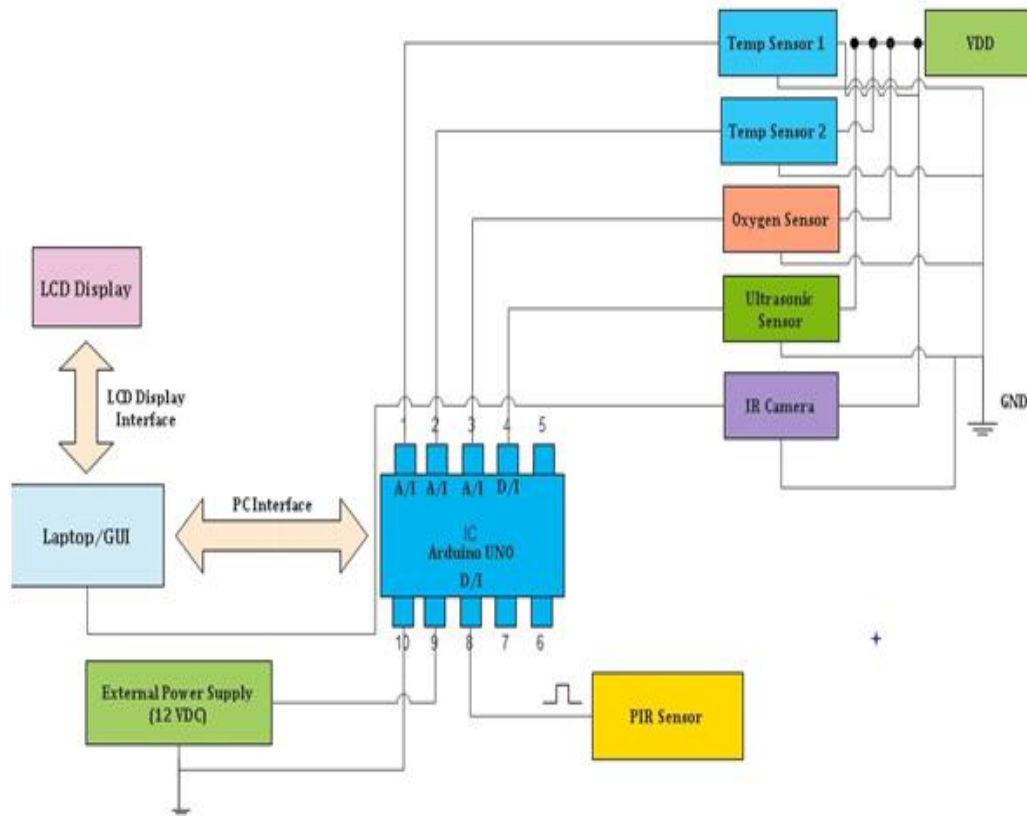 Temp Sensor 1
VDD
Temp Sensor 2
Oxygen Sensor
LCD Display
Ultrasonic
Sensor
LCD Display
Interface
IR Camera
GND
1 2 3 4 5
A/I A/I A/I D/I
PC Interface
Laptop/GUI
IC
Arduino UNO
D/I
10 9 8 7 6
External Power Supply
(12 VDC)
PIR Sensor